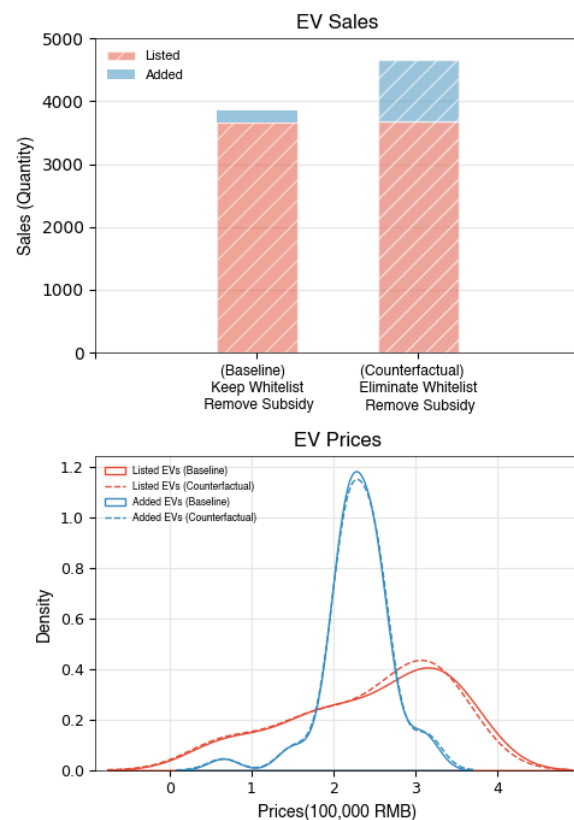 EV Sales
5000
4000
3000
2000
1000
0
Sales (Quantity)
Listed
Added
(Baseline)
Keep Whitelist
Remove Subsidy
(Counterfactual)
Eliminate Whitelist
Remove Subsidy
EV Prices
1.2
1.0
0.8
0.6
0.4
0.2
0.0
Density
Listed EVs (Baseline)
Listed EVs (Counterfactual)
Added EVs (Baseline)
Added EVs (Counterfactual)
0 1 2 3 4
Prices(100,000 RMB)